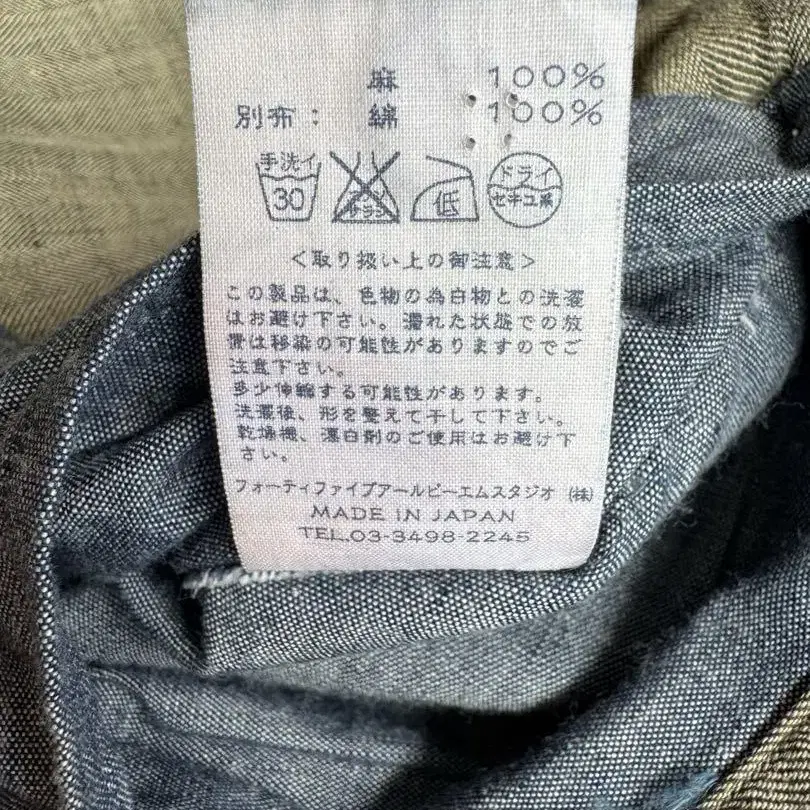 麻 100%
別布： 綿 100%
手洗イ
30
低
ドライ
セキユ系
<取り扱い上の御注意>
この製品は、色物の為白物との洗濯
はお避け下さい。濡れた状態での放
置は移染の可能性がありますのでご
注意下さい。
多少伸縮する可能性があります。
洗濯後、形を整えて干して下さい。
乾燥機、漂白剤のご使用はお避け下
さい。
フォーティファイブアールピーエムスタジオ (株)
MADE IN JAPAN
TEL.03-3498-2245